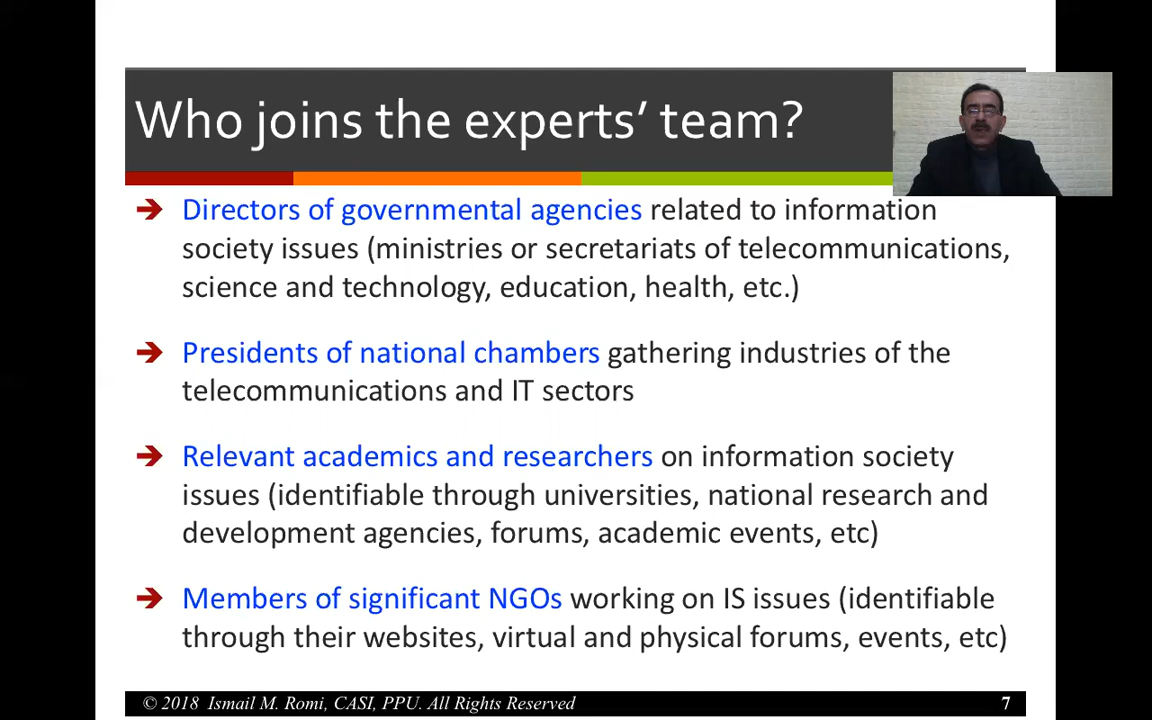 Who joins the experts’ team?
➔ Directors of governmental agencies related to information
society issues (ministries or secretariats of telecommunications,
science and technology, education, health, etc.)
➔ Presidents of national chambers gathering industries of the
telecommunications and IT sectors
➔ Relevant academics and researchers on information society
issues (identifiable through universities, national research and
development agencies, forums, academic events, etc)
➔ Members of significant NGOs working on IS issues (identifiable
through their websites, virtual and physical forums, events, etc)
© 2018 Ismail M. Romi, CASI, PPU. All Rights Reserved 7